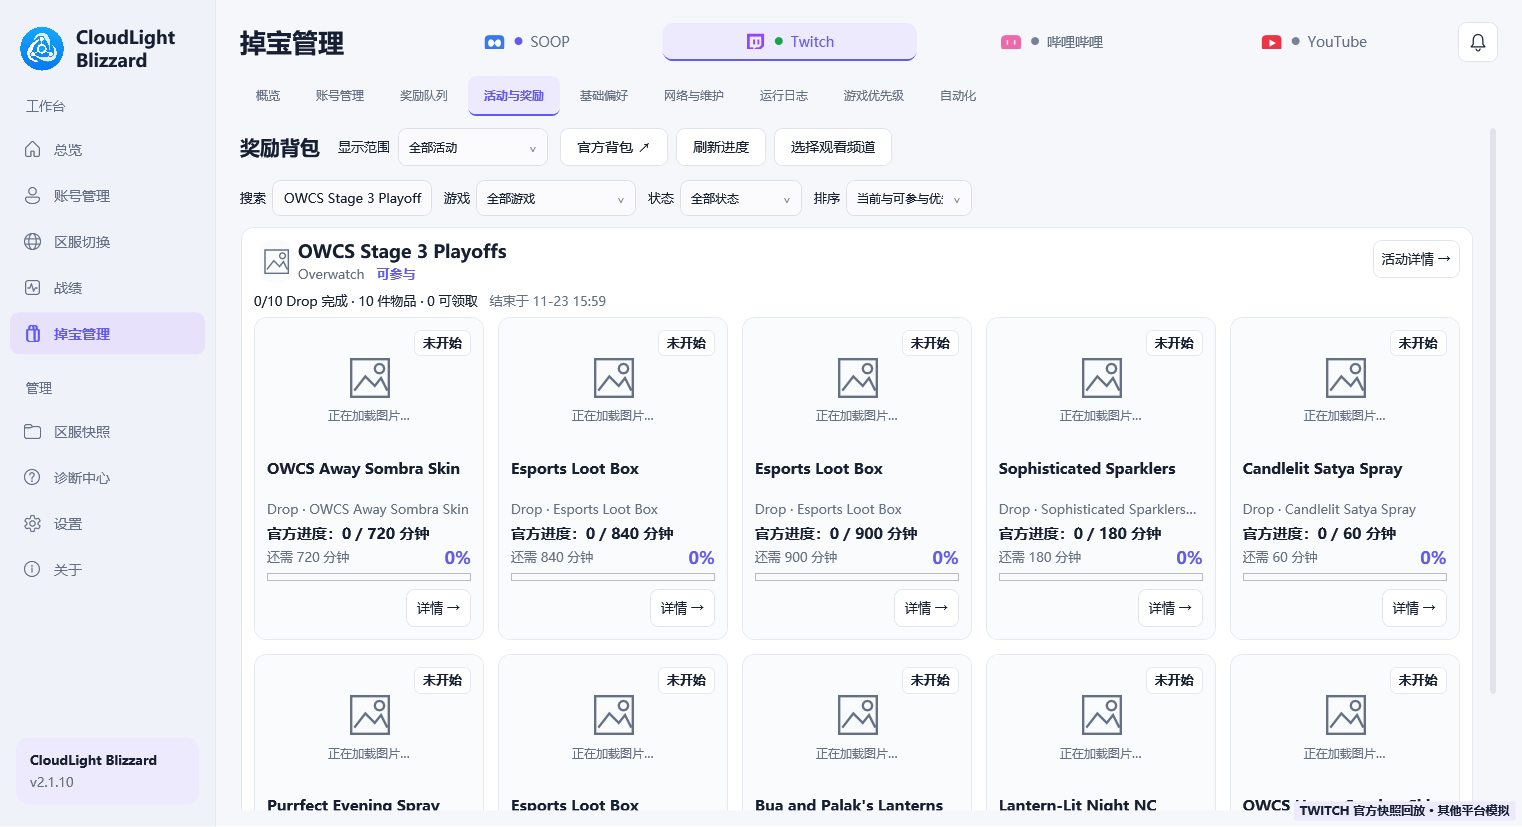 CloudLight
Blizzard
工作台
总览
账号管理
区服切换
战绩
掉宝管理
管理
区服快照
诊断中心
设置
关于
CloudLight Blizzard
v2.1.10
掉宝管理
SOOP
Twitch
哔哩哔哩
YouTube
概览 账号管理 奖励队列 活动与奖励 基础偏好 网络与维护 运行日志 游戏优先级 自动化
奖励背包 显示范围 全部活动 官方背包 ↗ 刷新进度 选择观看频道
搜索 OWCS Stage 3 Playoff 游戏 全部游戏 状态 全部状态 排序 当前与可参与优
OWCS Stage 3 Playoffs
Overwatch 可参与
活动详情 →
0/10 Drop 完成 · 10 件物品 · 0 可领取 结束于 11-23 15:59
未开始 未开始 未开始 未开始 未开始
正在加载图片... 正在加载图片... 正在加载图片... 正在加载图片... 正在加载图片...
OWCS Away Sombra Skin Esports Loot Box Esports Loot Box Sophisticated Sparklers Candlelit Satya Spray
Drop · OWCS Away Sombra Skin Drop · Esports Loot Box Drop · Esports Loot Box Drop · Sophisticated Sparklers... Drop · Candlelit Satya Spray
官方进度：0 / 720 分钟 官方进度：0 / 840 分钟 官方进度：0 / 900 分钟 官方进度：0 / 180 分钟 官方进度：0 / 60 分钟
还需 720 分钟 0% 还需 840 分钟 0% 还需 900 分钟 0% 还需 180 分钟 0% 还需 60 分钟 0%
详情 → 详情 → 详情 → 详情 → 详情 →
未开始 未开始 未开始 未开始 未开始
正在加载图片... 正在加载图片... 正在加载图片... 正在加载图片... 正在加载图片...
Purrfect Evening Spray Esports Loot Box Bua and Palak's Lanterns Lantern-Lit Night NC OWCS
TWITCH 官方快照回放 • 其他平台模拟